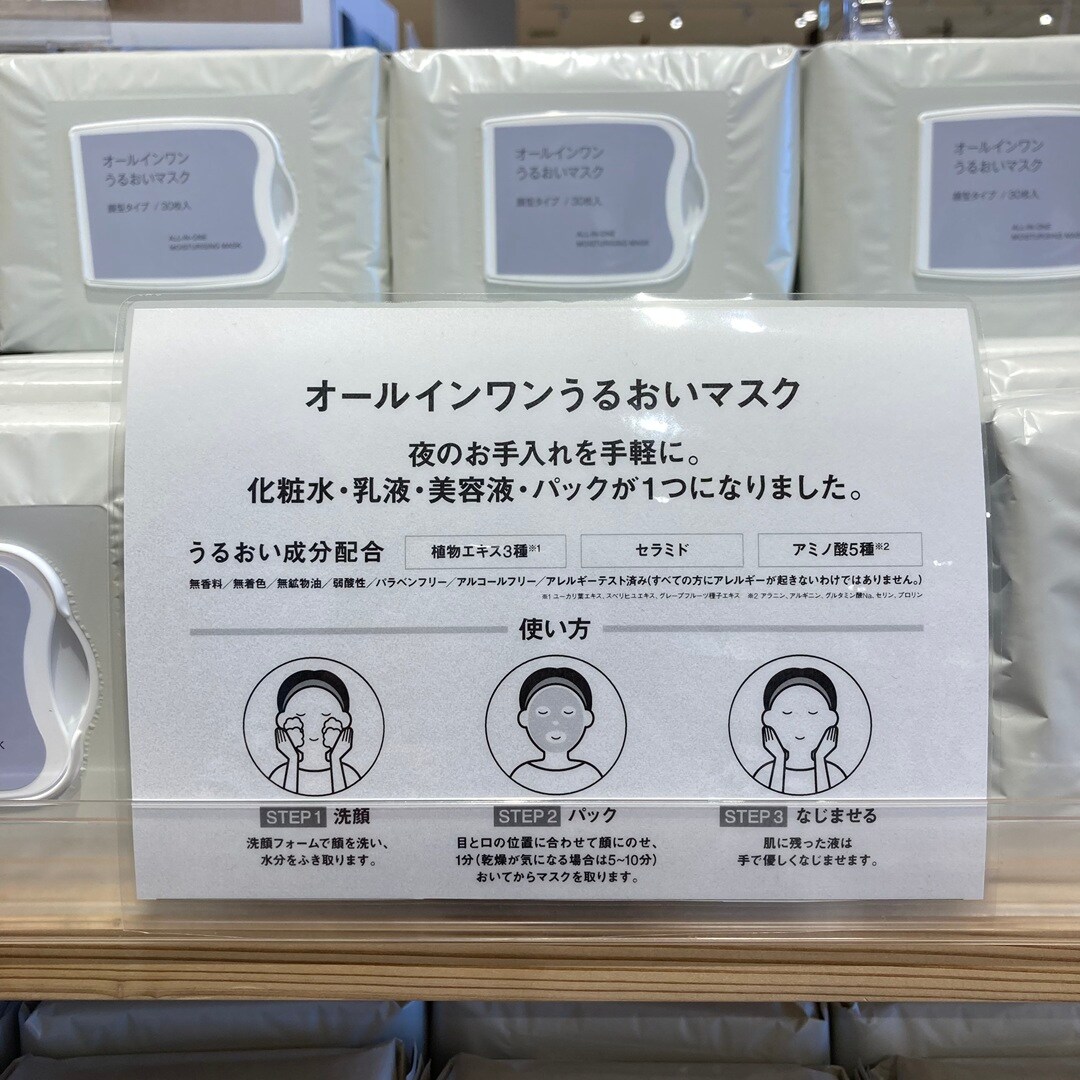 オールインワン
うるおいマスク
顔型タイプ / 30枚入
ALL-IN-ONE
MOISTURISING MASK
オールインワン
うるおいマスク
顔型タイプ / 30枚入
ALL-IN-ONE
MOISTURISING MASK
オールインワン
うるおいマスク
顔型タイプ / 30枚入
ALL-IN-ONE
MOISTURISING MASK
オールインワンうるおいマスク
夜のお手入れを手軽に。
化粧水・乳液・美容液・パックが1つになりました。
うるおい成分配合 植物エキス3種※1 セラミド アミノ酸5種※2
無香料／無着色／無鉱物油／弱酸性／パラベンフリー／アルコールフリー／アレルギーテスト済み(すべての方にアレルギーが起きないわけではありません。)
※1 ユーカリ葉エキス、スベリヒユエキス、グレープフルーツ種子エキス ※2 アラニン、アルギニン、グルタミン酸Na、セリン、プロリン
使い方
STEP1 洗顔
洗顔フォームで顔を洗い、
水分をふき取ります。
STEP2 パック
目と口の位置に合わせて顔にのせ、
1分(乾燥が気になる場合は5~10分)
おいてからマスクを取ります。
STEP3 なじませる
肌に残った液は
手で優しくなじませます。